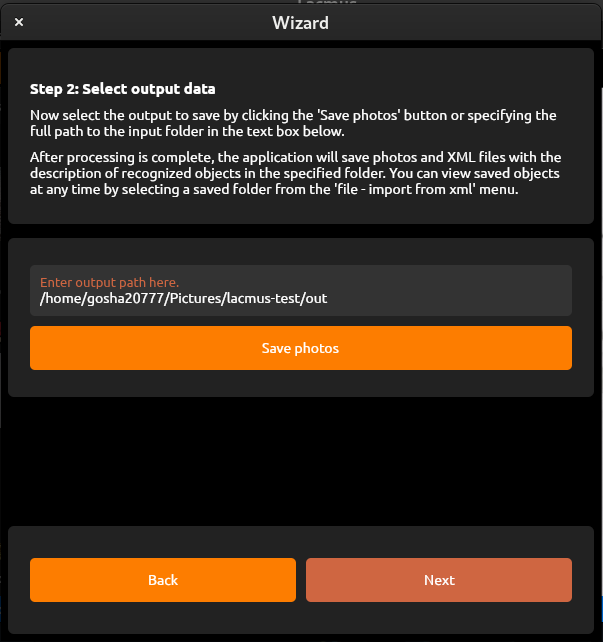 Lacmus
Wizard
Step 2: Select output data
Now select the output to save by clicking the 'Save photos' button or specifying the
full path to the input folder in the text box below.
After processing is complete, the application will save photos and XML files with the
description of recognized objects in the specified folder. You can view saved objects
at any time by selecting a saved folder from the 'file - import from xml' menu.
Enter output path here.
/home/gosha20777/Pictures/lacmus-test/out
Save photos
Back
Next